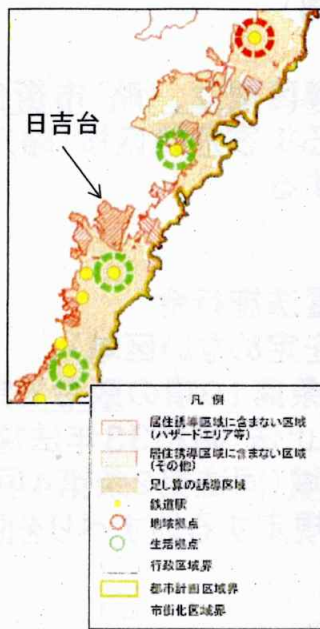 日吉台
凡例
居住誘導区域に含まない区域
(ハザードエリア等)
居住誘導区域に含まない区域
(その他)
足し算の誘導区域
鉄道駅
地域拠点
生活拠点
行政区域界
都市計画区域界
市街化区域界